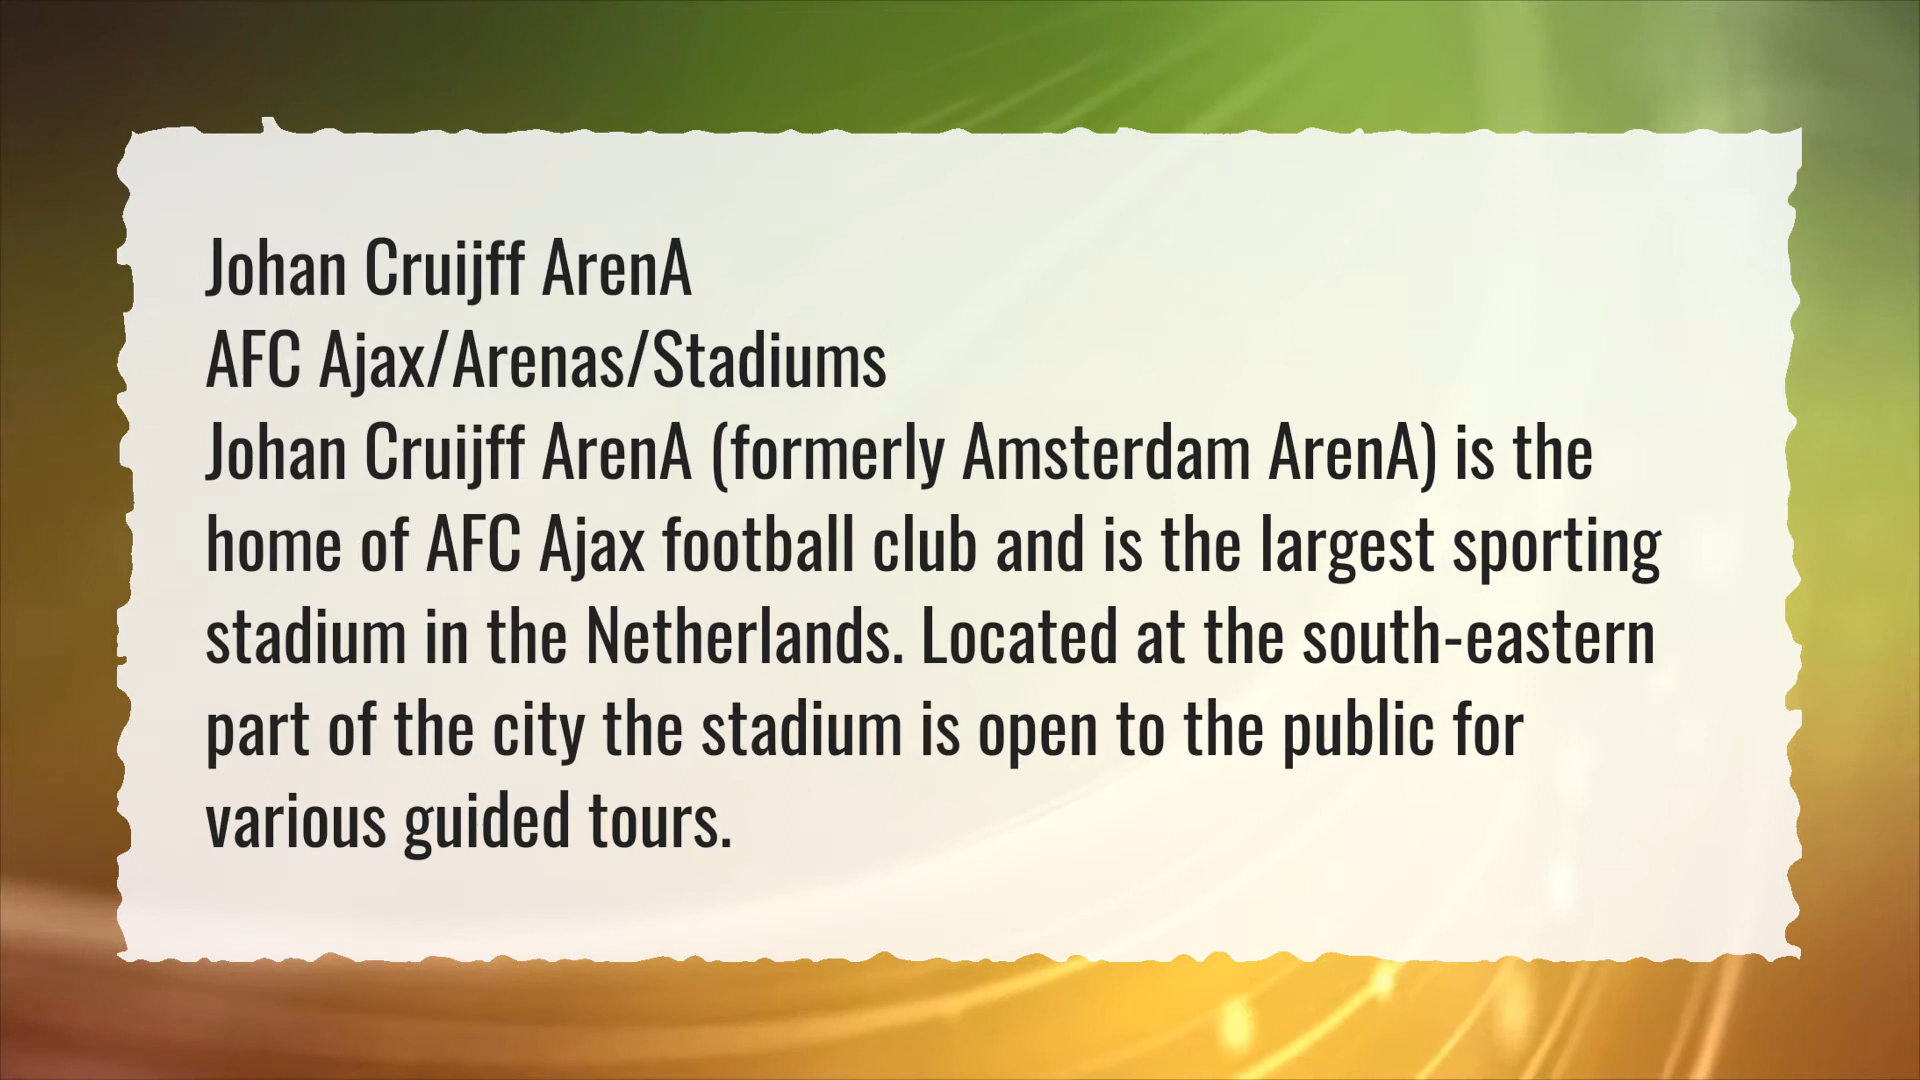 Johan Cruijff ArenA
AFC Ajax/Arenas/Stadiums
Johan Cruijff ArenA (formerly Amsterdam ArenA) is the
home of AFC Ajax football club and is the largest sporting
stadium in the Netherlands. Located at the south-eastern
part of the city the stadium is open to the public for
various guided tours.